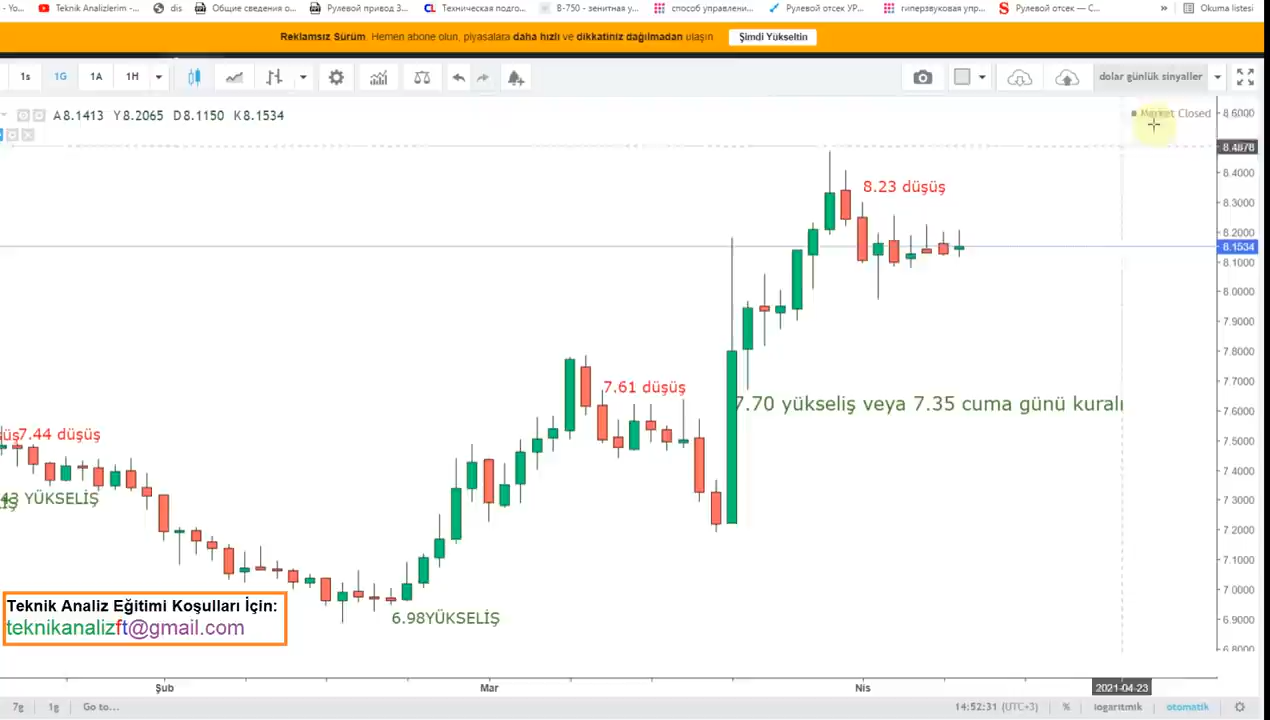 Yo... Teknik Analizlerim -... dis Общие сведения о... Рулевой привод 3... Техническая подго... 8-750 - зенитная у... способ управлени... Рулевой отсек УР... гиперзвуковая упр... Рулевой отсек — С... » Okuma listesi
Reklamsız Sürüm. Hemen abone olun, piyasalara daha hızlı ve dikkatiniz dağılmadan ulaşın Şimdi Yükseltin
1s 1G 1A 1H dolar günlük sinyaller
A8.1413 Y8.2065 D8.1150 K8.1534
Market Closed
8.6000
8.4878
8.4000
8.23 düşüş
8.3000
8.2000
8.1534
8.1000
8.0000
7.9000
7.8000
7.61 düşüş
7.7000
7.70 yükseliş veya 7.35 cuma günü kuralı
7.6000
7.44 düşüş
7.5000
7.4000
43 YÜKSELİŞ
7.3000
7.2000
7.1000
7.0000
Teknik Analiz Eğitimi Koşulları İçin:
6.98YÜKSELİŞ
6.9000
teknikanalizft@gmail.com
6.8000
Şub Mar Nis 2021-04-23
7g 1g Go to... 14:52:31 (UTC+3) % logaritmik otomatik